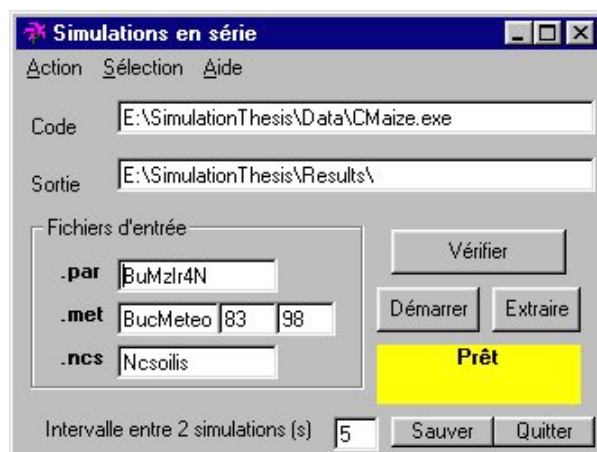 Simulations en série
Action Sélection Aide
Code E:\SimulationThesis\Data\CMaize.exe
Sortie E:\SimulationThesis\Results\
Fichiers d'entrée
.par BuMzIr4N
.met BucMeteo 83 98
.ncs Ncsoilis
Vérifier
Démarrer Extraire
Prêt
Intervalle entre 2 simulations (s) 5 Sauver Quitter